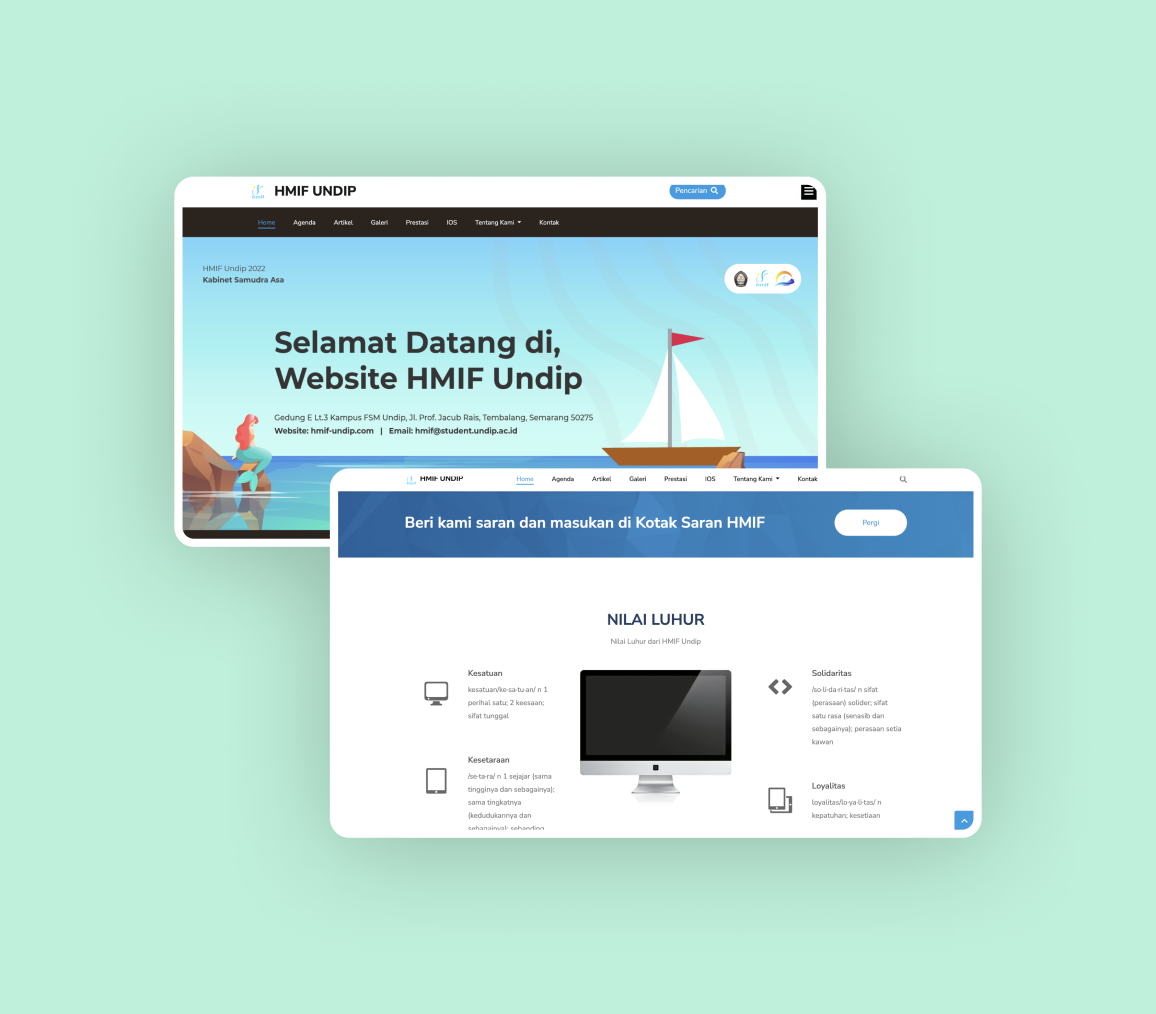 HMIF UNDIP
Pencarian
Home Agenda Artikel Galeri Prestasi IOS Tentang Kami Kontak
HMIF Undip 2022
Kabinet Samudra Asa
Selamat Datang di,
Website HMIF Undip
Gedung E Lt.3 Kampus FSM Undip, Jl. Prof. Jacub Rais, Tembalang, Semarang 50275
Website: hmif-undip.com | Email: hmif@student.undip.ac.id
HMIF UNDIP
Home Agenda Artikel Galeri Prestasi IOS Tentang Kami Kontak
Beri kami saran dan masukan di Kotak Saran HMIF
Pergi
NILAI LUHUR
Nilai Luhur dari HMIF Undip
Kesatuan
kesatuan/ke·sa·tu·an/ n 1
perihal satu; 2 keesaan;
sifat tunggal
Kesetaraan
/se·ta·ra/ n 1 sejajar (sama
tingginya dan sebagainya);
sama tingkatnya
(kedudukannya dan
sebagainya); sebanding
Solidaritas
/so·li·da·ri·tas/ n sifat
(perasaan) solider; sifat
satu rasa (senasib dan
sebagainya); perasaan setia
kawan
Loyalitas
loyalitas/lo·ya·li·tas/ n
kepatuhan; kesetiaan